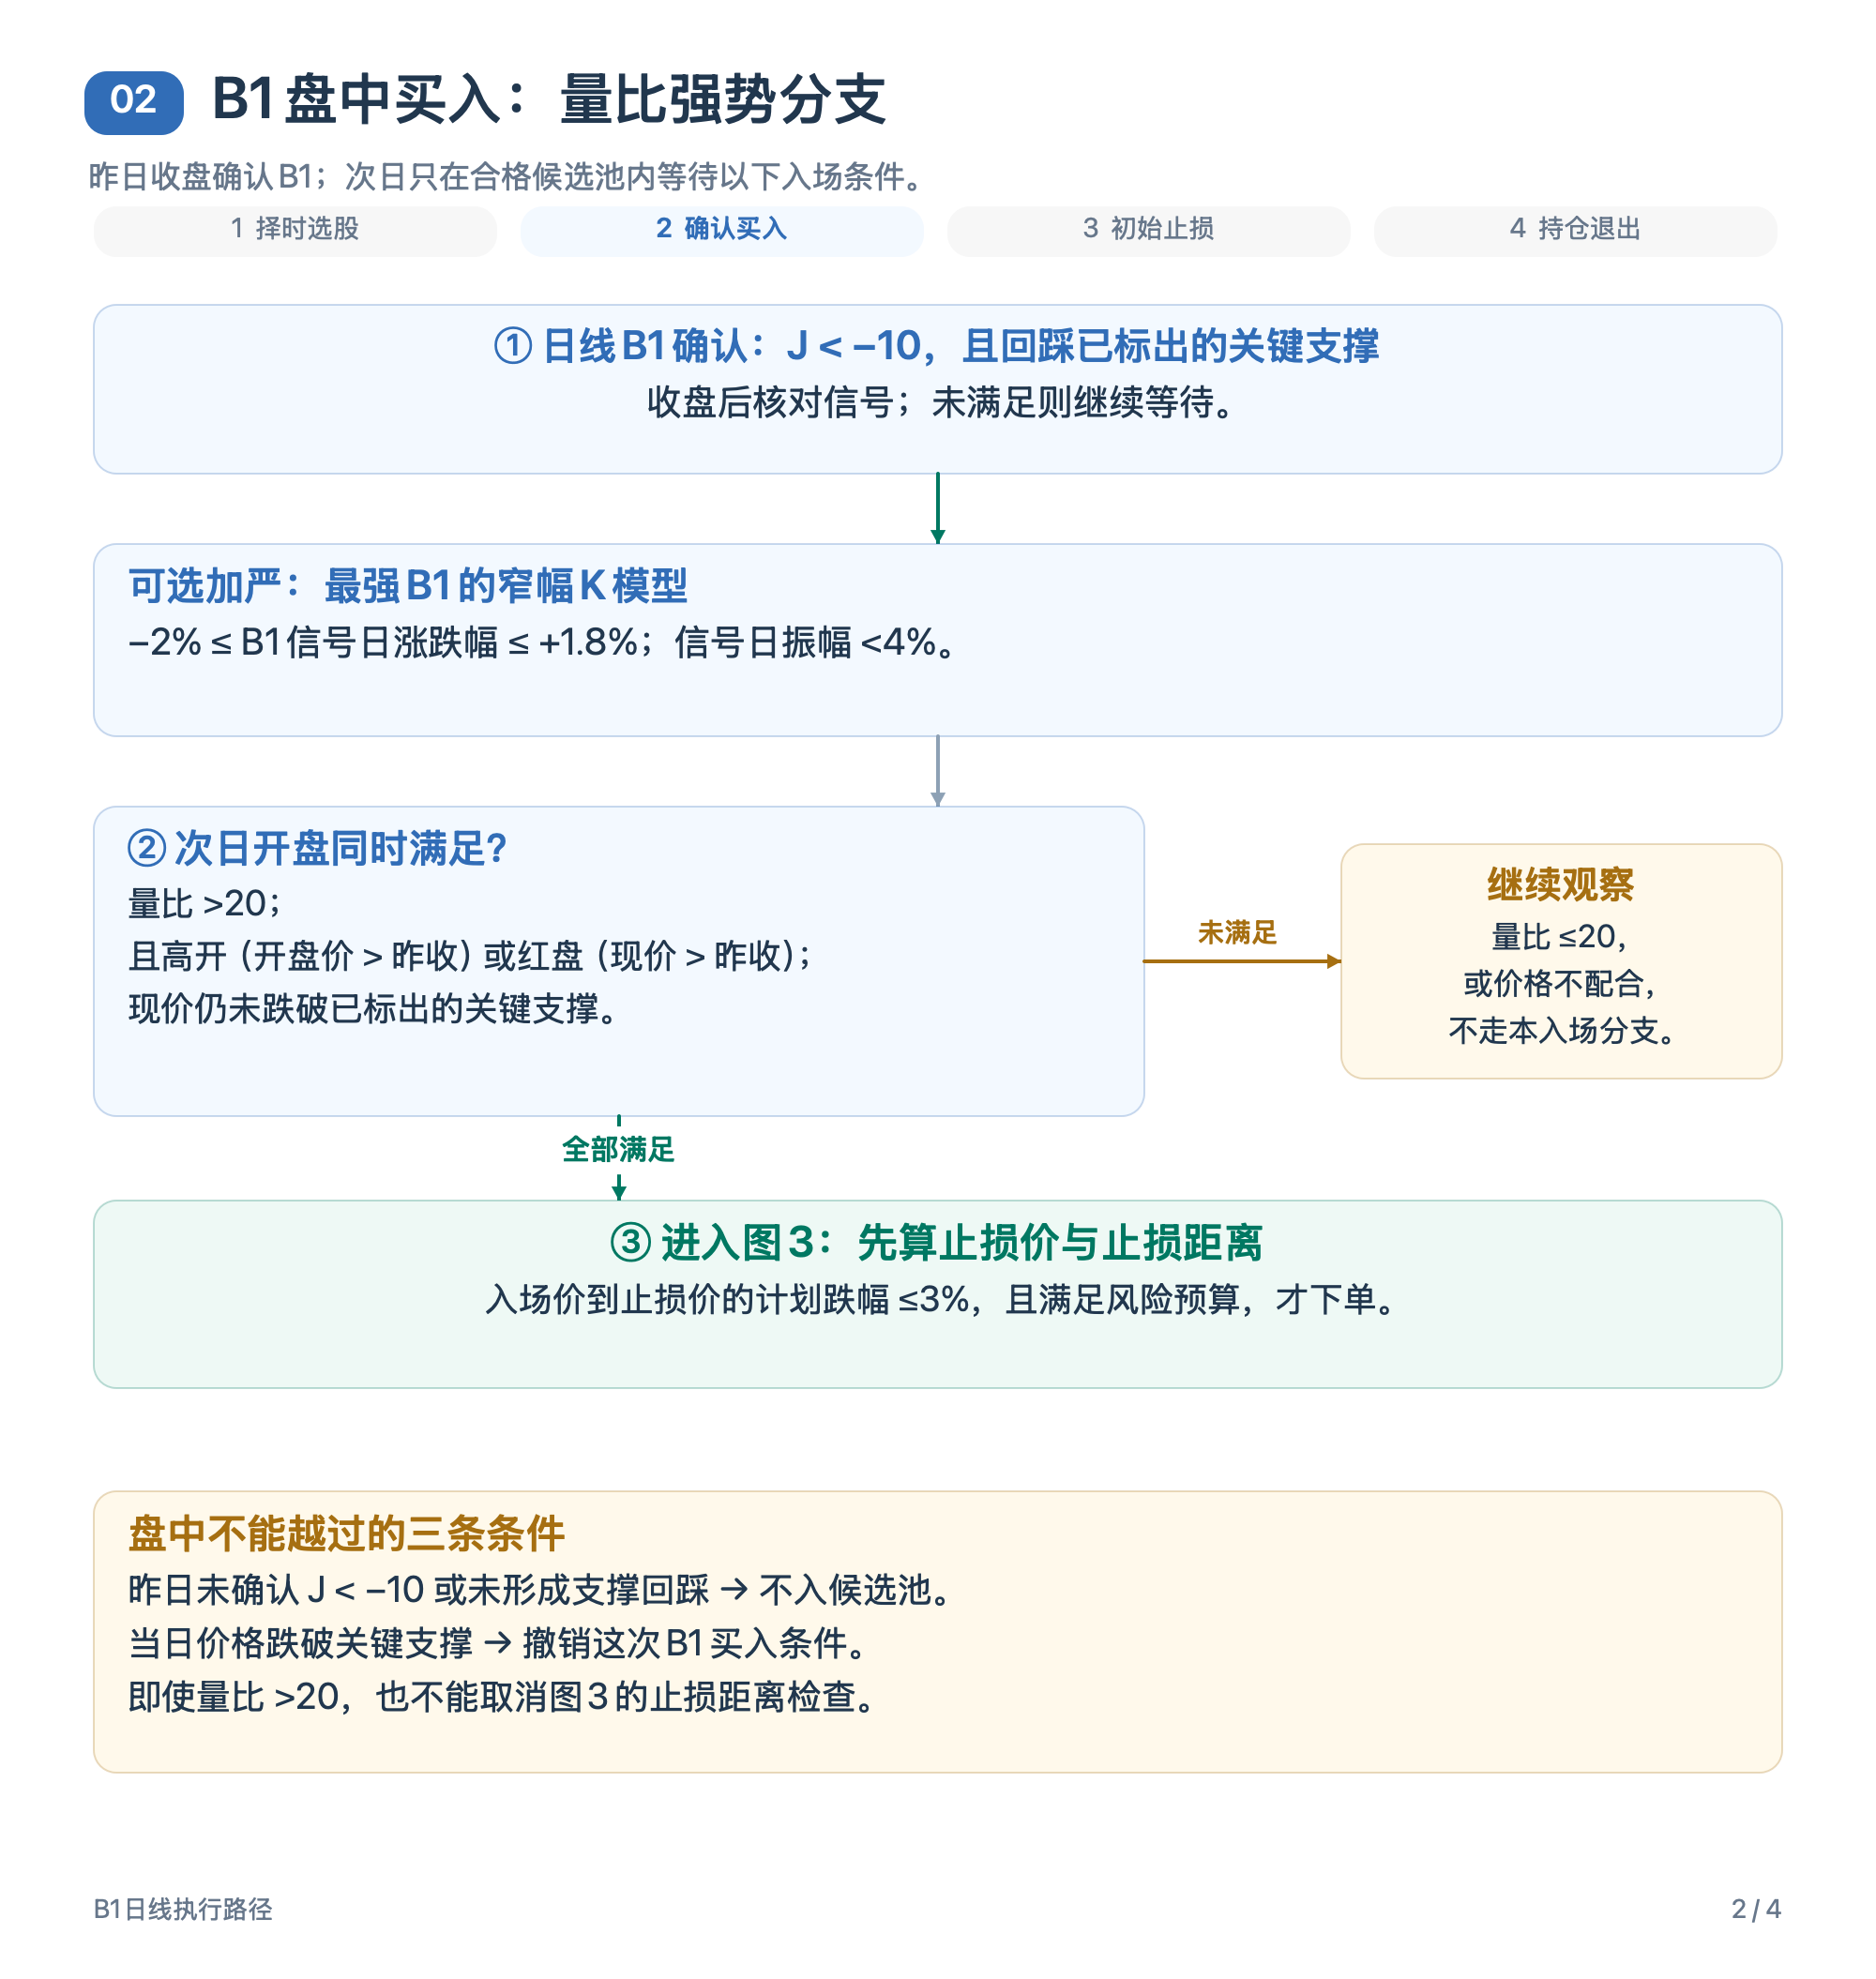 02 B1盘中买入：量比强势分支
昨日收盘确认B1；次日只在合格候选池内等待以下入场条件。
1 择时选股
2 确认买入
3 初始止损
4 持仓退出
① 日线B1确认：J < −10，且回踩已标出的关键支撑
收盘后核对信号；未满足则继续等待。
可选加严：最强B1的窄幅K模型
−2% ≤ B1信号日涨跌幅 ≤ +1.8%；信号日振幅 <4%。
② 次日开盘同时满足?
量比 >20；
且高开（开盘价 > 昨收）或红盘（现价 > 昨收）；
现价仍未跌破已标出的关键支撑。
未满足
继续观察
量比 ≤20，
或价格不配合，
不走本入场分支。
全部满足
③ 进入图3：先算止损价与止损距离
入场价到止损价的计划跌幅 ≤3%，且满足风险预算，才下单。
盘中不能越过的三条条件
昨日未确认 J < −10 或未形成支撑回踩 → 不入候选池。
当日价格跌破关键支撑 → 撤销这次B1买入条件。
即使量比 >20，也不能取消图3的止损距离检查。
B1日线执行路径
2 / 4